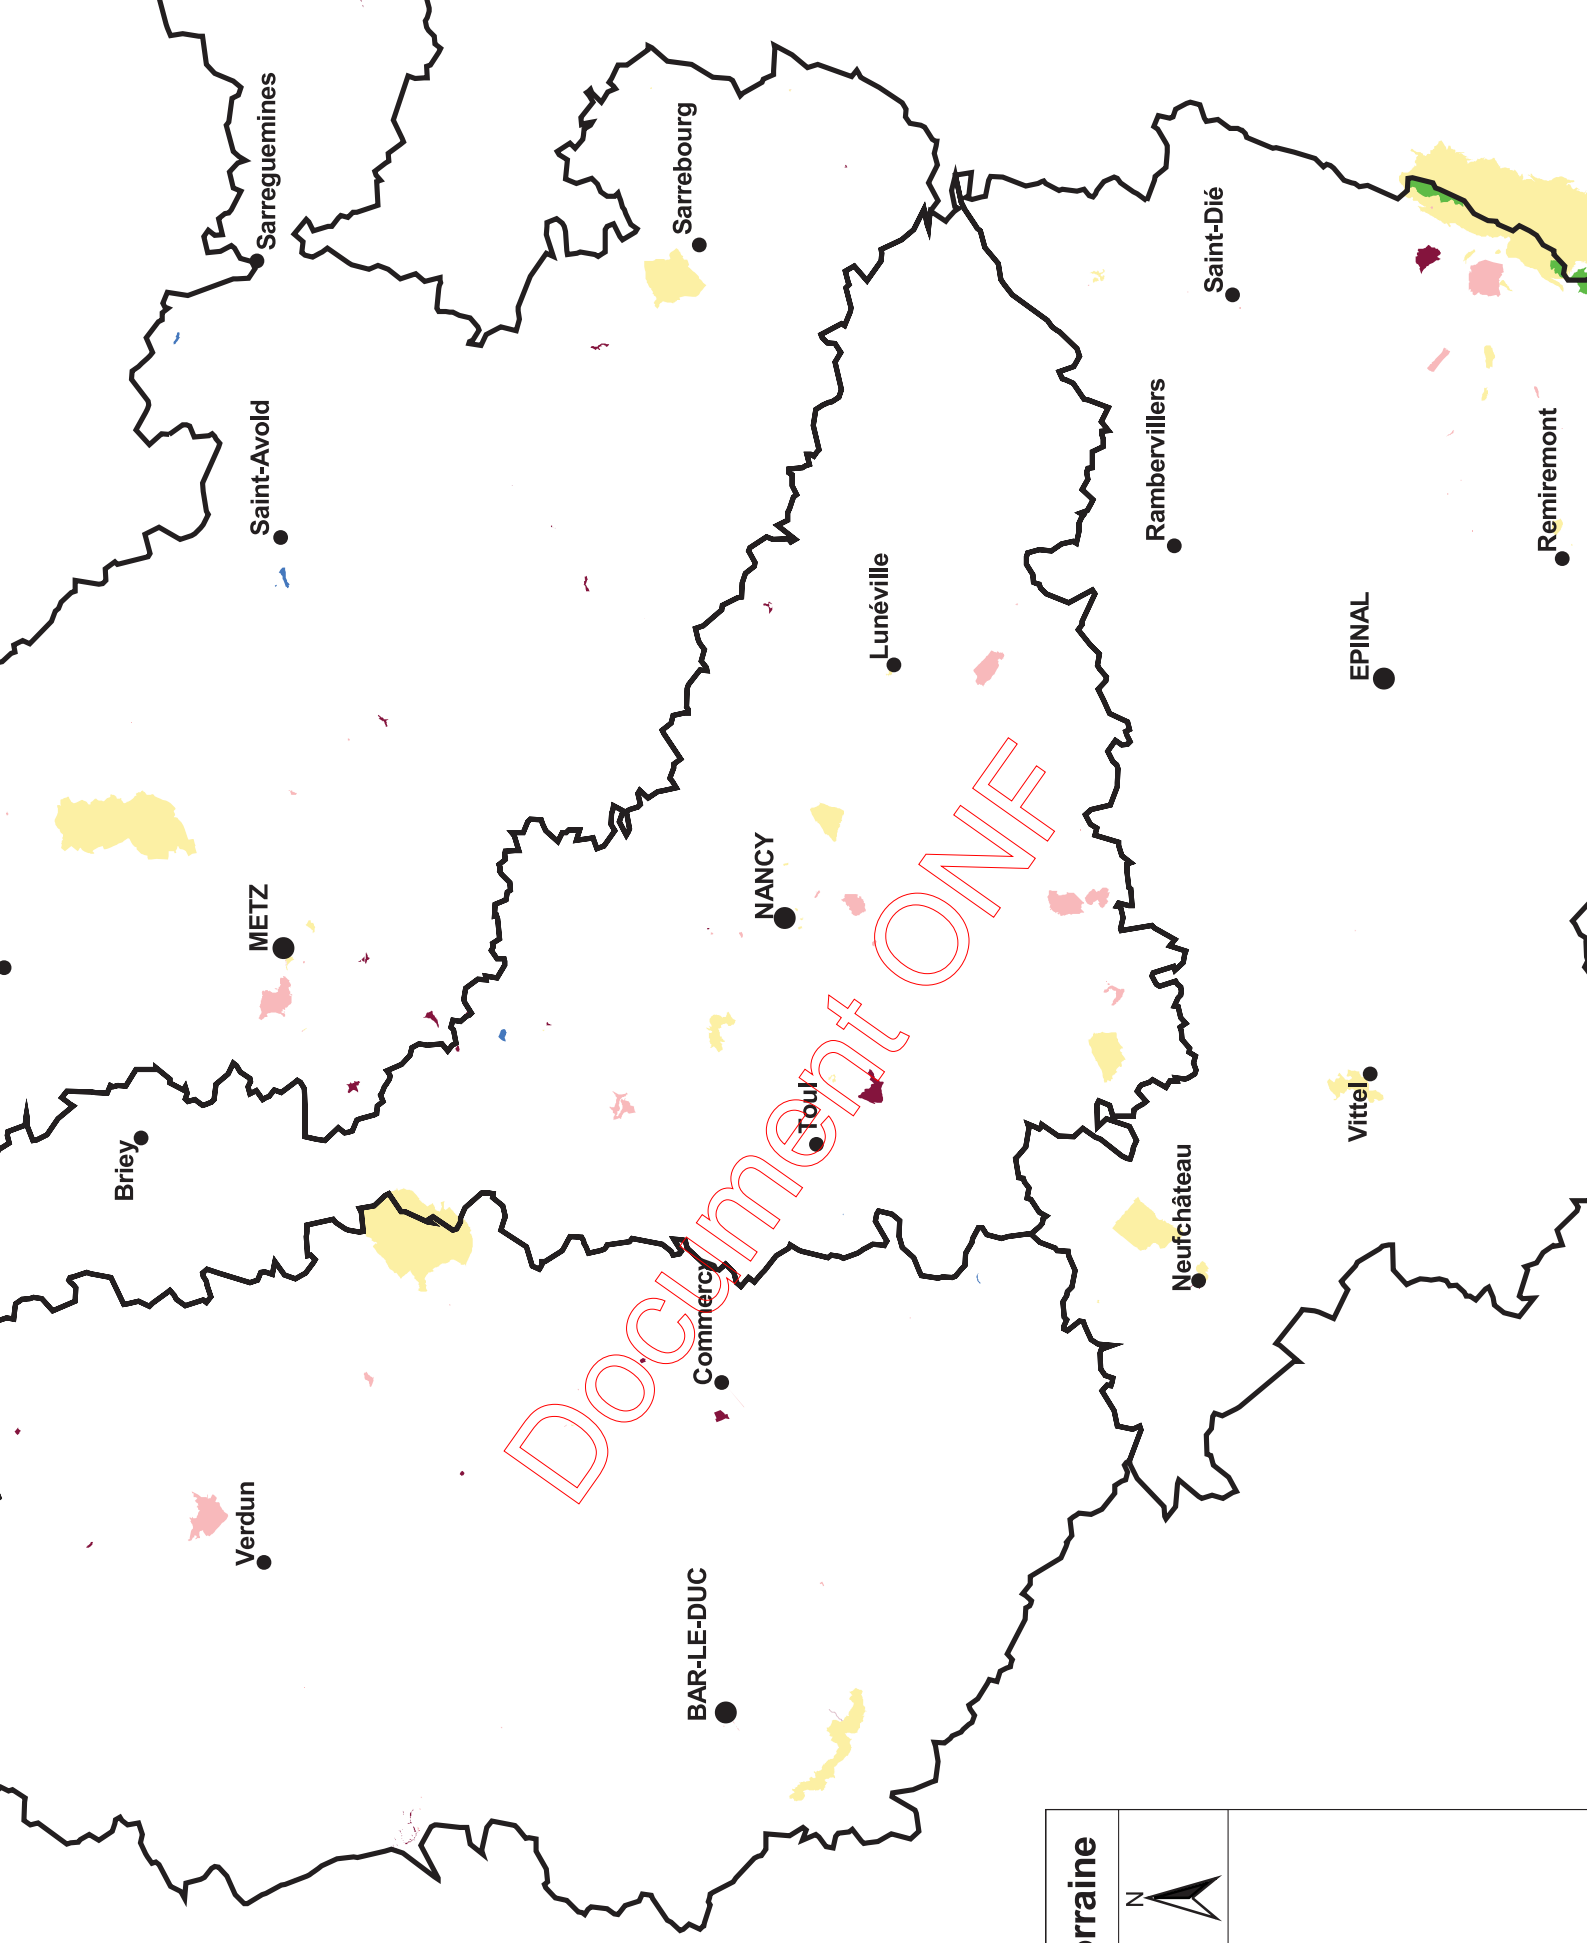 Sarreguemines
Sarrebourg
Saint-Dié
Saint-Avold
Rambervillers
Remiremont
Lunéville
EPINAL
METZ
NANCY
Briey
Toul
Vittel
Neufchâteau
Commercy
Verdun
BAR-LE-DUC
Document ONF
orraine
N